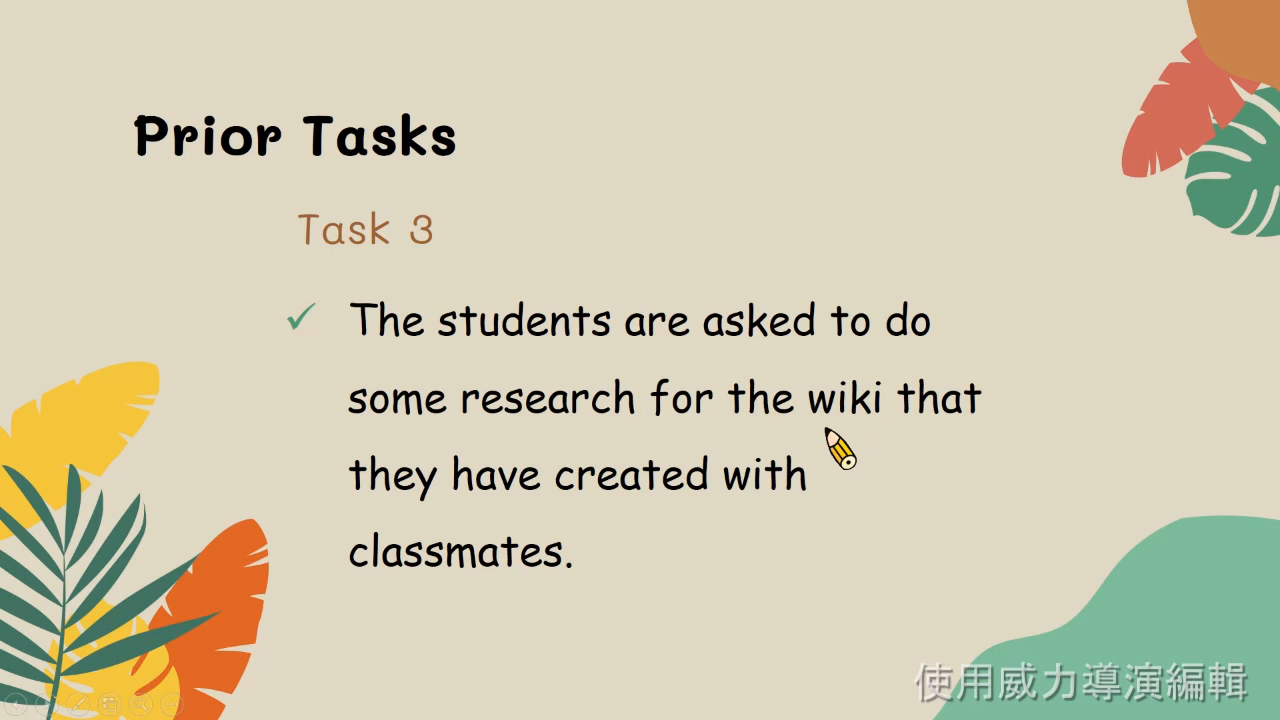 Prior Tasks
Task 3
✓ The students are asked to do
some research for the wiki that
they have created with
classmates.
使用威力導演編輯